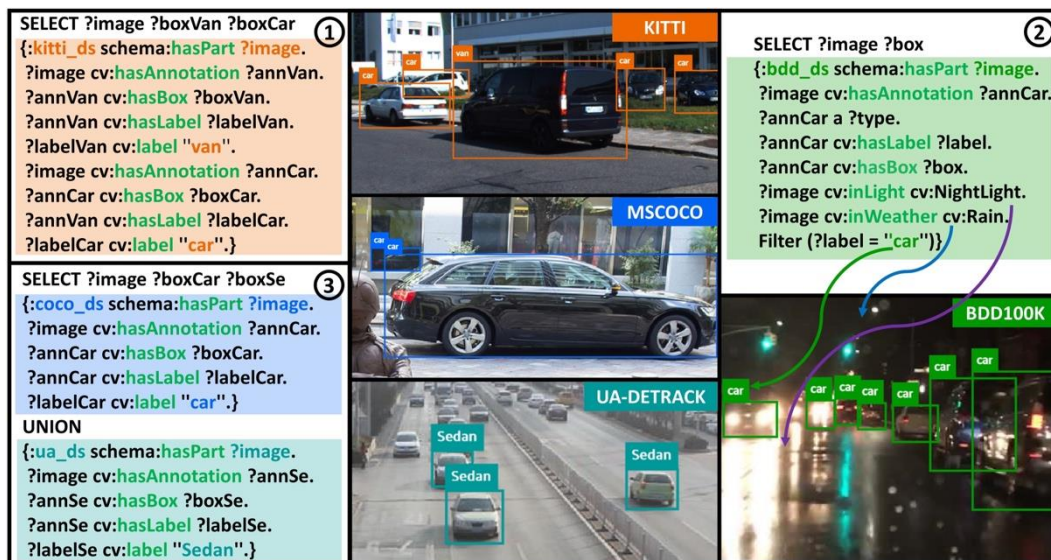 SELECT ?image ?boxVan ?boxCar
1
{:kitti_ds schema:hasPart ?image.
?image cv:hasAnnotation ?annVan.
?annVan cv:hasBox ?boxVan.
?annVan cv:hasLabel ?labelVan.
?labelVan cv:label "van".
?image cv:hasAnnotation ?annCar.
?annCar cv:hasBox ?boxCar.
?annVan cv:hasLabel ?labelCar.
?labelCar cv:label "car".}
SELECT ?image ?boxCar ?boxSe
3
{:coco_ds schema:hasPart ?image.
?image cv:hasAnnotation ?annCar.
?annCar cv:hasBox ?boxCar.
?annCar cv:hasLabel ?labelCar.
?labelCar cv:label "car".}
UNION
{:ua_ds schema:hasPart ?image.
?image cv:hasAnnotation ?annSe.
?annSe cv:hasBox ?boxSe.
?annSe cv:hasLabel ?labelSe.
?labelSe cv:label "Sedan".}
KITTI
car
car
van
car
car
MSCOCO
car
car
car
UA-DETRACK
Sedan
Sedan
Sedan
2
SELECT ?image ?box
{:bdd_ds schema:hasPart ?image.
?image cv:hasAnnotation ?annCar.
?annCar a ?type.
?annCar cv:hasLabel ?label.
?annCar cv:hasBox ?box.
?image cv:inLight cv:NightLight.
?image cv:inWeather cv:Rain.
Filter (?label = "car")}
BDD100K
car
car
car
car
car
car
car